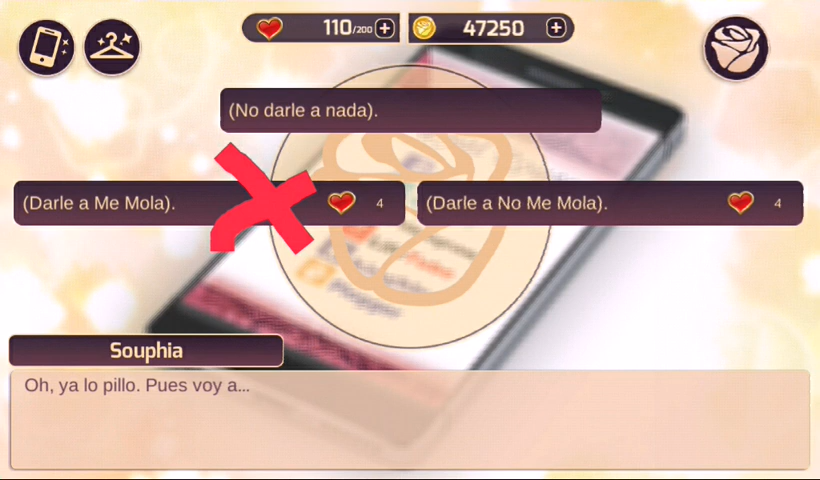 110/200
47250
(No darle a nada).
(Darle a Me Mola). 4
(Darle a No Me Mola). 4
Souphia
Oh, ya lo pillo. Pues voy a...